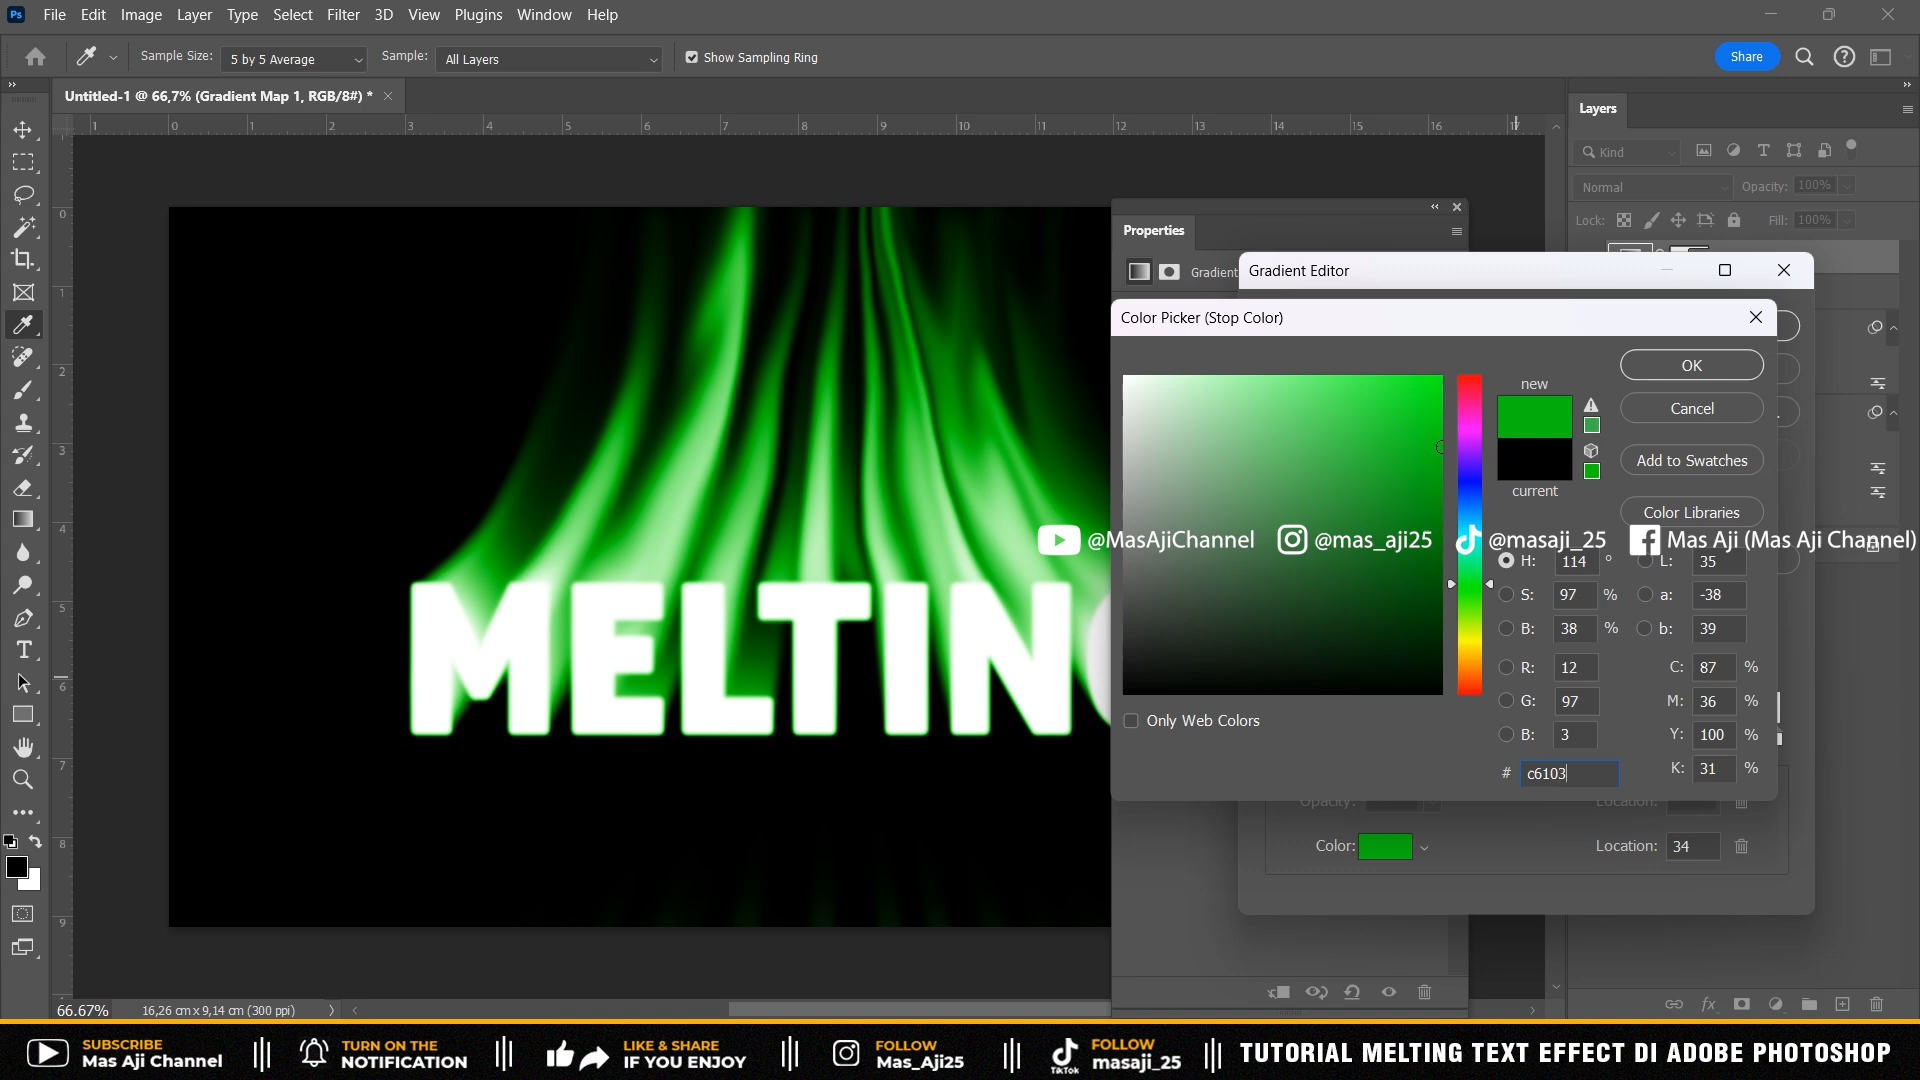 Ps File Edit Image Layer Type Select Filter 3D View Plugins Window Help
Sample Size: 5 by 5 Average Sample: All Layers Show Sampling Ring Share
Untitled-1 @ 66,7% (Gradient Map 1, RGB/8#) *
Layers
Kind
Normal Opacity: 100%
Lock: Fill: 100%
Properties
Gradient
Gradient Editor
Color Picker (Stop Color)
new
current
OK
Cancel
Add to Swatches
Color Libraries
@MasAjiChannel @mas_aji25 @masaji_25 Mas Aji (Mas Aji Channel)
H: 114 ° L: 35
S: 97 % a: -38
B: 38 % b: 39
R: 12 C: 87 %
G: 97 M: 36 %
B: 3 Y: 100 %
# c6103 K: 31 %
Only Web Colors
Opacity: Location:
Color: Location: 34
MELTING
66.67% 16,26 cm x 9,14 cm (300 ppi)
SUBSCRIBE
Mas Aji Channel
TURN ON THE
NOTIFICATION
LIKE & SHARE
IF YOU ENJOY
FOLLOW
Mas_Aji25
TikTok
FOLLOW
masaji_25
TUTORIAL MELTING TEXT EFFECT DI ADOBE PHOTOSHOP